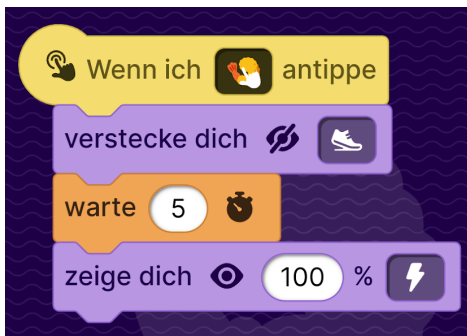 Wenn ich antippe
verstecke dich
warte 5
zeige dich 100 %